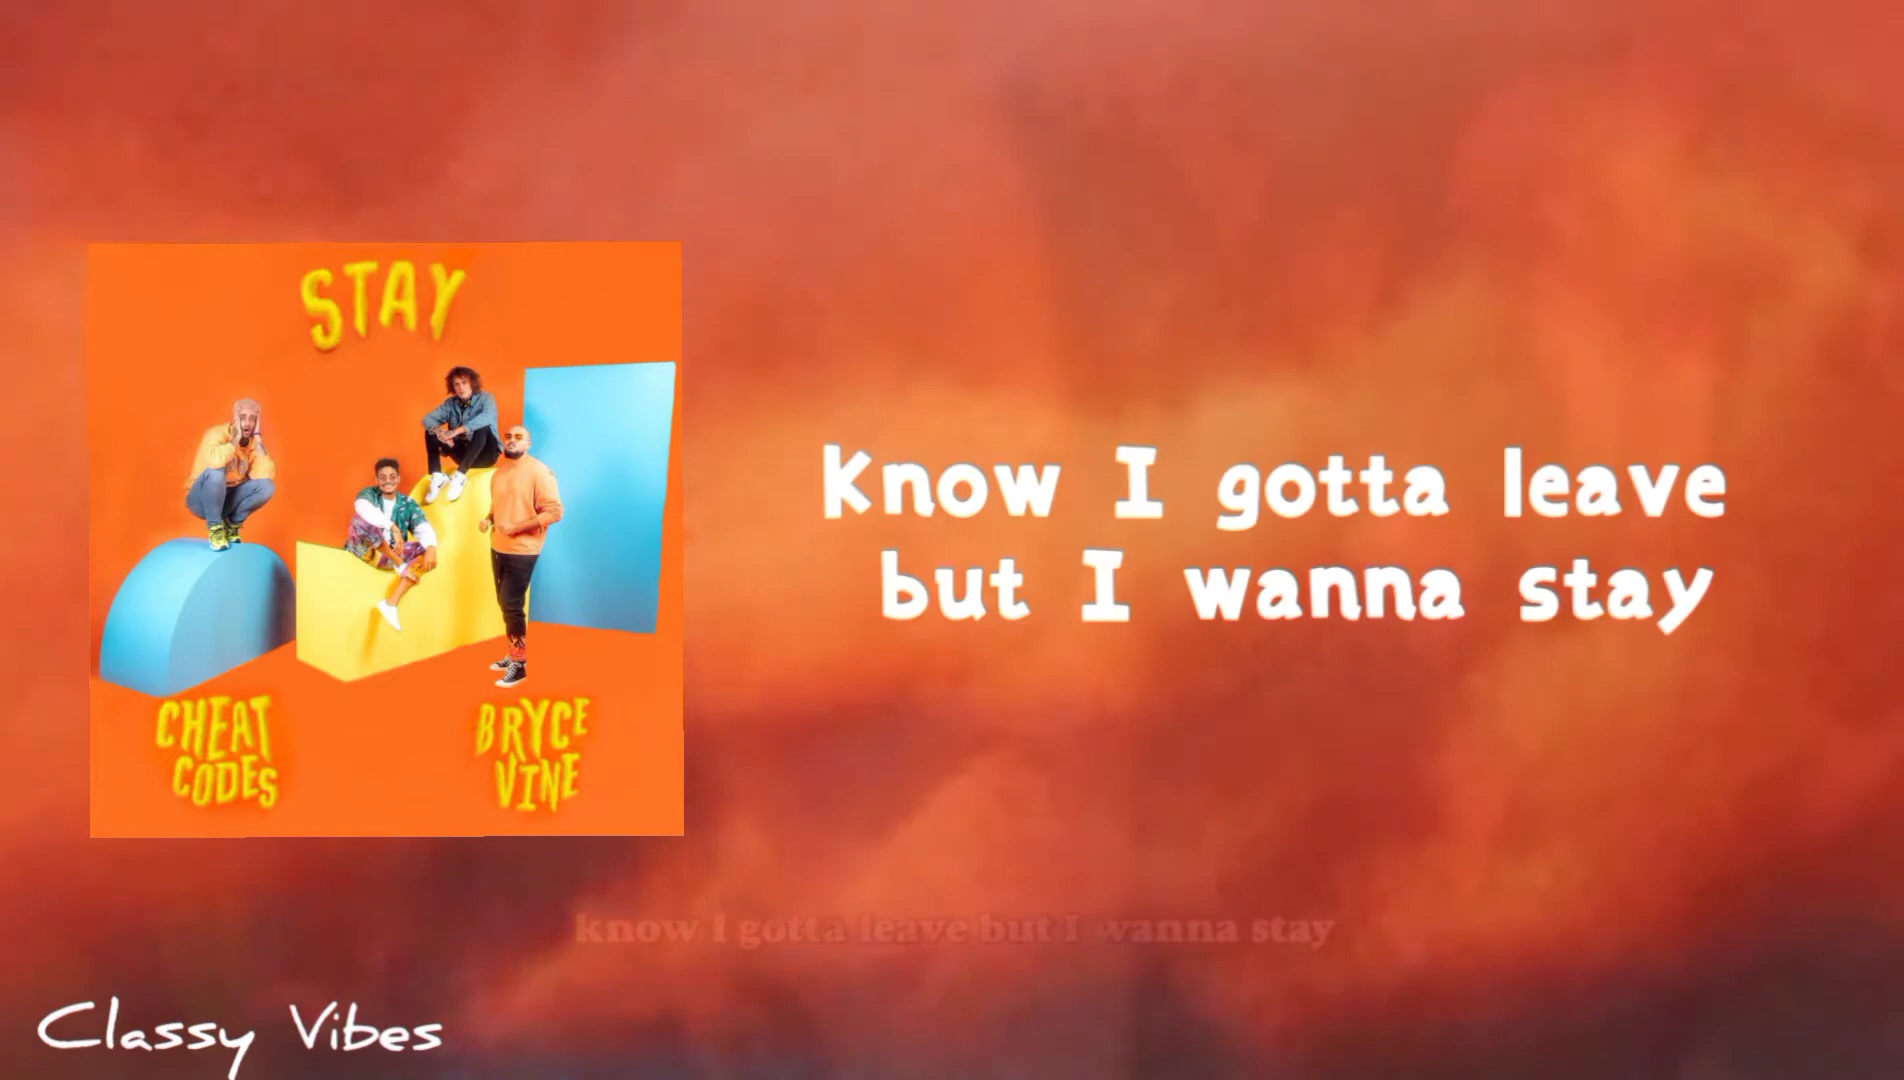 STAY
CHEAT
CODES
BRYCE
VINE
know I gotta leave
but I wanna stay
know I gotta leave but I wanna stay
Classy Vibes